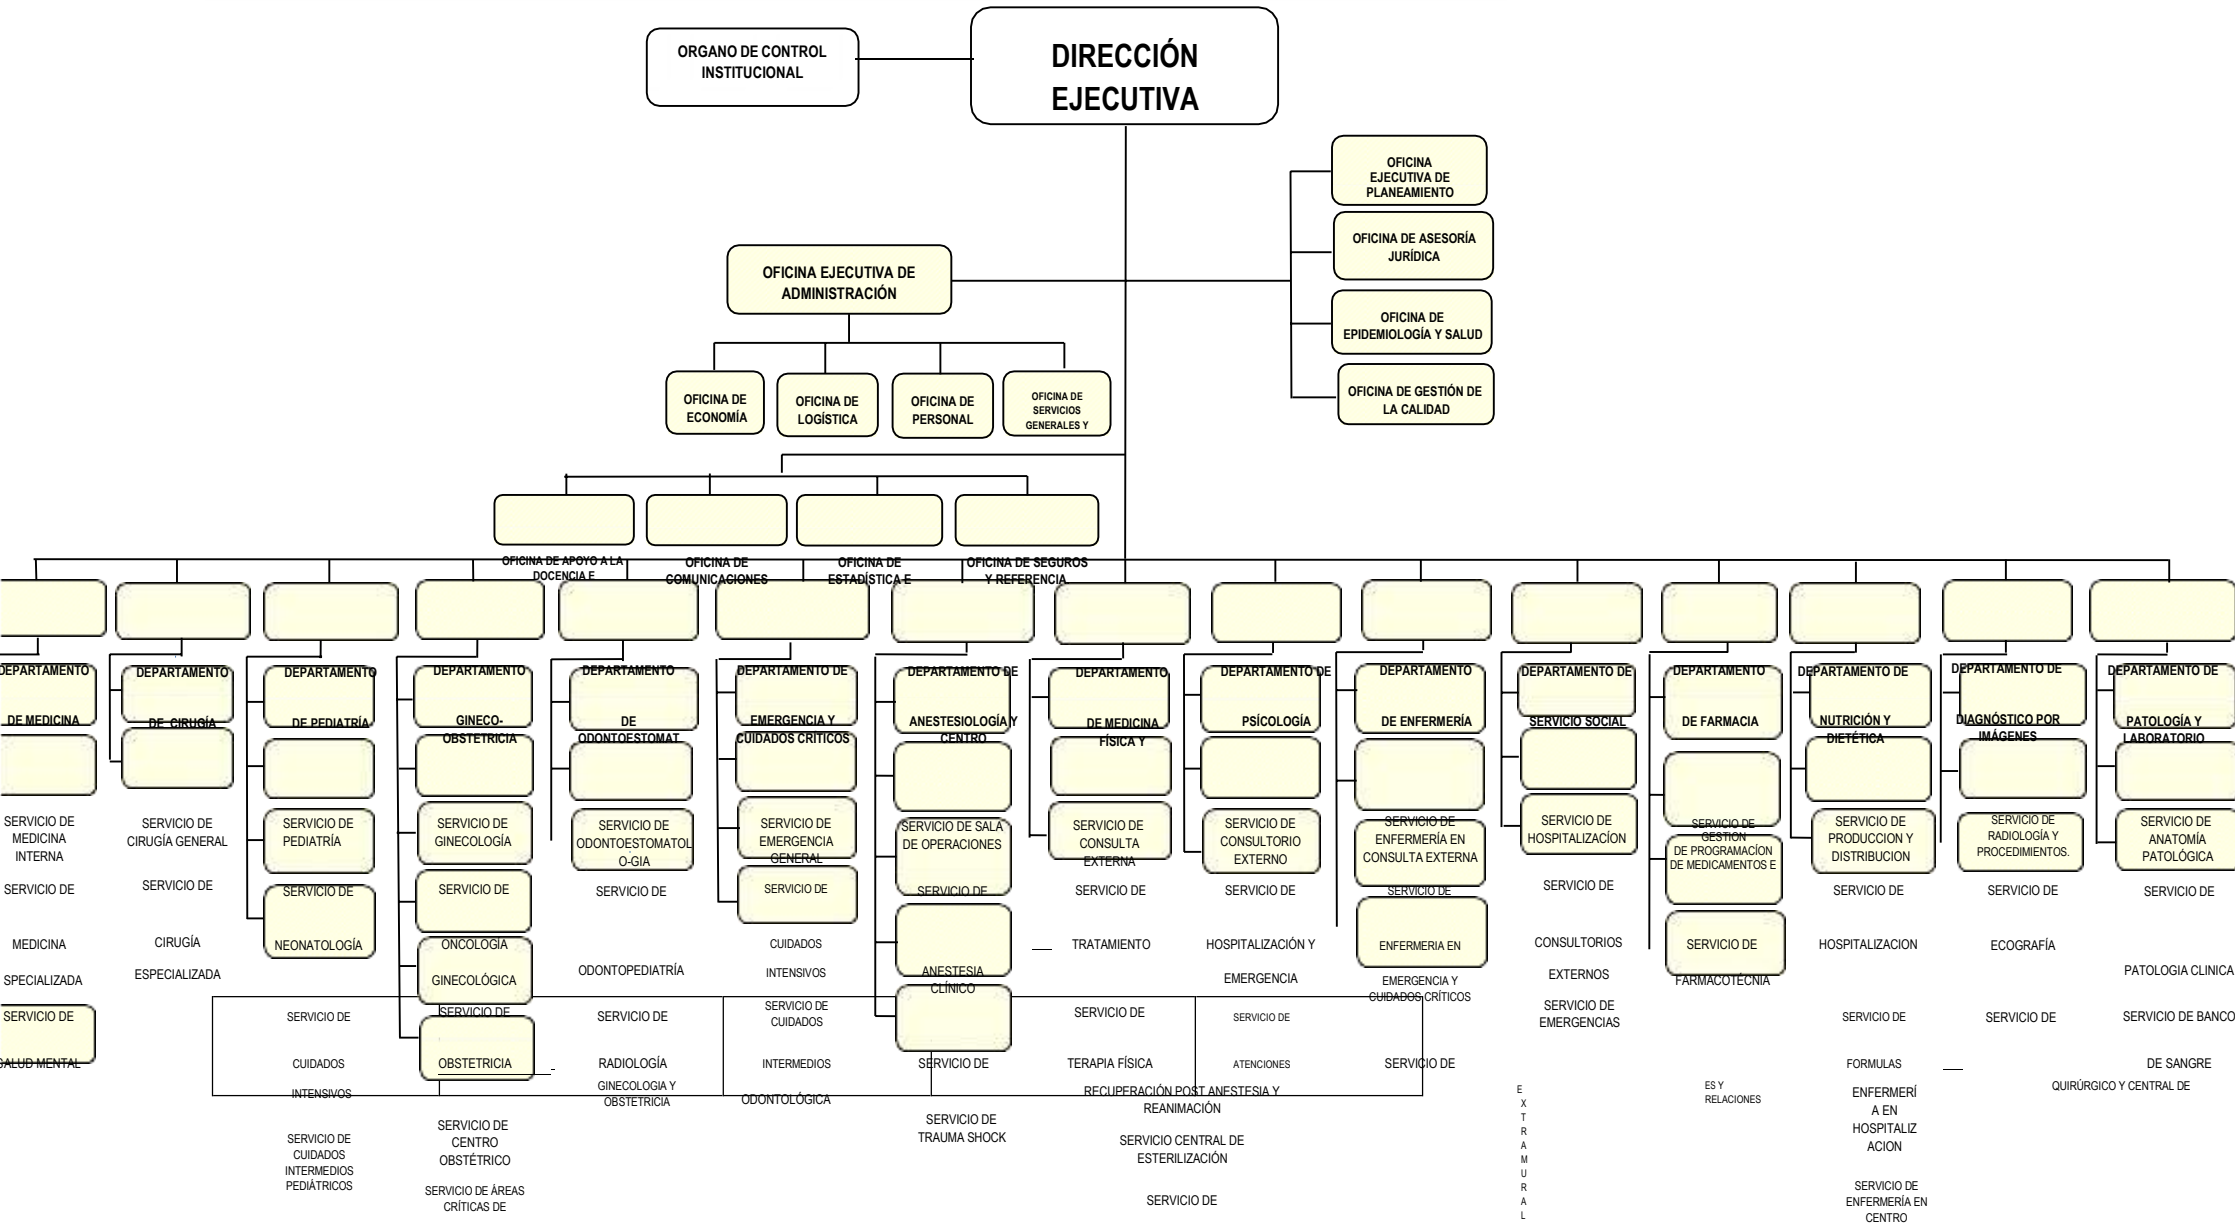 ORGANO DE CONTROL
INSTITUCIONAL
DIRECCIÓN
EJECUTIVA
OFICINA
EJECUTIVA DE
PLANEAMIENTO
OFICINA DE ASESORÍA
JURÍDICA
OFICINA EJECUTIVA DE
ADMINISTRACIÓN
OFICINA DE
EPIDEMIOLOGÍA Y SALUD
OFICINA DE GESTIÓN DE
LA CALIDAD
OFICINA DE
ECONOMÍA
OFICINA DE
LOGÍSTICA
OFICINA DE
PERSONAL
OFICINA DE
SERVICIOS
GENERALES Y
OFICINA DE APOYO A LA
DOCENCIA E
OFICINA DE
COMUNICACIONES
OFICINA DE
ESTADÍSTICA E
OFICINA DE SEGUROS
Y REFERENCIA
DEPARTAMENTO
DE MEDICINA
DEPARTAMENTO
DE CIRUGÍA
DEPARTAMENTO
DE PEDIATRÍA
DEPARTAMENTO
GINECO-
OBSTETRICIA
DEPARTAMENTO
DE
ODONTOESTOMAT
DEPARTAMENTO DE
EMERGENCIA Y
CUIDADOS CRÍTICOS
DEPARTAMENTO DE
ANESTESIOLOGÍA Y
CENTRO
DEPARTAMENTO
DE MEDICINA
FÍSICA Y
DEPARTAMENTO DE
PSÍCOLOGÍA
DEPARTAMENTO
DE ENFERMERÍA
DEPARTAMENTO DE
SERVICIO SOCIAL
DEPARTAMENTO
DE FARMACIA
DEPARTAMENTO DE
NUTRICIÓN Y
DIETÉTICA
DEPARTAMENTO DE
DIAGNÓSTICO POR
IMÁGENES
DEPARTAMENTO DE
PATOLOGÍA Y
LABORATORIO
SERVICIO DE
MEDICINA
INTERNA
SERVICIO DE
CIRUGÍA GENERAL
SERVICIO DE
PEDIATRÍA
SERVICIO DE
GINECOLOGÍA
SERVICIO DE
ODONTOESTOMATOL
O-GIA
SERVICIO DE
EMERGENCIA
GENERAL
SERVICIO DE SALA
DE OPERACIONES
SERVICIO DE
CONSULTA
EXTERNA
SERVICIO DE
CONSULTORIO
EXTERNO
SERVICIO DE
ENFERMERÍA EN
CONSULTA EXTERNA
SERVICIO DE
HOSPITALIZACÍON
SERVICIO DE
GESTION
DE PROGRAMACÍON
DE MEDICAMENTOS E
SERVICIO DE
PRODUCCION Y
DISTRIBUCION
SERVICIO DE
RADIOLOGÍA Y
PROCEDIMIENTOS.
SERVICIO DE
ANATOMÍA
PATOLÓGICA
SERVICIO DE
MEDICINA
SPECIALIZADA
SERVICIO DE
CIRUGÍA
ESPECIALIZADA
SERVICIO DE
NEONATOLOGÍA
SERVICIO DE
ONCOLOGÍA
GINECOLÓGICA
SERVICIO DE
ODONTOPEDIATRÍA
SERVICIO DE
CUIDADOS
INTENSIVOS
SERVICIO DE
ANESTESIA
CLÍNICO
SERVICIO DE
TRATAMIENTO
SERVICIO DE
HOSPITALIZACIÓN Y
EMERGENCIA
SERVICIO DE
ENFERMERIA EN
EMERGENCIA Y
CUIDADOS CRÍTICOS
SERVICIO DE
CONSULTORIOS
EXTERNOS
SERVICIO DE
EMERGENCIAS
SERVICIO DE
FARMACOTÉCNIA
SERVICIO DE
HOSPITALIZACION
SERVICIO DE
ECOGRAFÍA
SERVICIO DE
PATOLOGIA CLINICA
SERVICIO DE
SALUD MENTAL
SERVICIO DE
CUIDADOS
INTENSIVOS
SERVICIO DE
OBSTETRICIA
SERVICIO DE
RADIOLOGÍA
GINECOLOGIA Y
OBSTETRICIA
SERVICIO DE
CUIDADOS
INTERMEDIOS
ODONTOLÓGICA
SERVICIO DE
SERVICIO DE
TERAPIA FÍSICA
RECUPERACIÓN POST ANESTESIA Y
REANIMACIÓN
SERVICIO DE
ATENCIONES
SERVICIO DE
E
X
T
R
A
M
U
R
A
L
ES Y
RELACIONES
SERVICIO DE
FORMULAS
ENFERMERÍ
A EN
HOSPITALIZ
ACION
SERVICIO DE
SERVICIO DE BANCO
DE SANGRE
QUIRÚRGICO Y CENTRAL DE
SERVICIO DE
CUIDADOS
INTERMEDIOS
PEDIÁTRICOS
SERVICIO DE
CENTRO
OBSTÉTRICO
SERVICIO DE ÁREAS
CRÍTICAS DE
SERVICIO DE
TRAUMA SHOCK
SERVICIO CENTRAL DE
ESTERILIZACIÓN
SERVICIO DE
SERVICIO DE
ENFERMERÍA EN
CENTRO